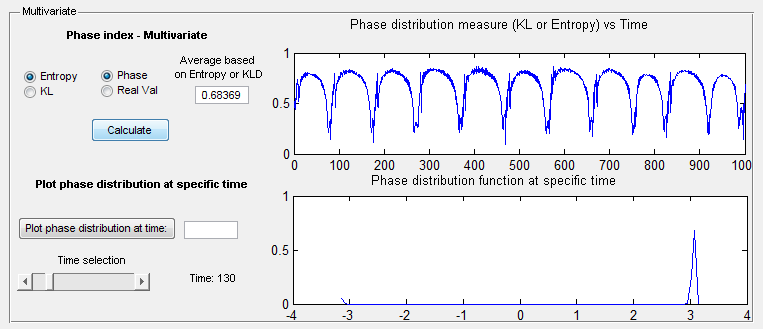 Multivariate
Phase index - Multivariate
Entropy
KL
Phase
Real Val
Average based
on Entropy or KLD
0.68369
Calculate
Phase distribution measure (KL or Entropy) vs Time
1
0.5
0
0 100 200 300 400 500 600 700 800 900 1000
Plot phase distribution at specific time
Plot phase distribution at time:
Time selection
Time: 130
Phase distribution function at specific time
1
0.5
0
-4 -3 -2 -1 0 1 2 3 4